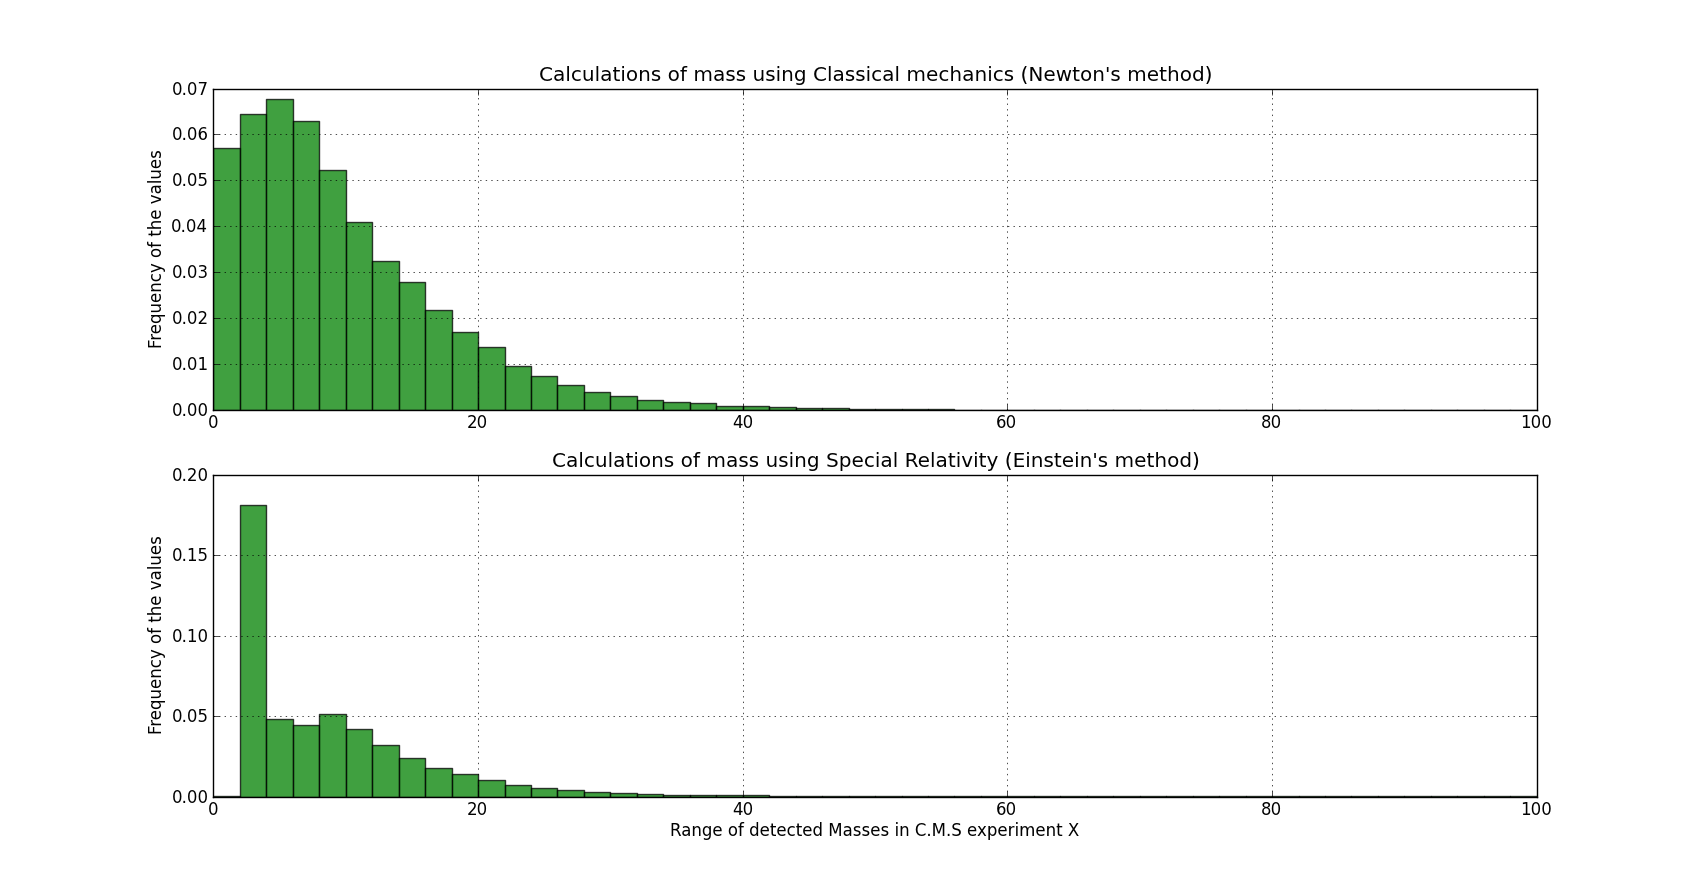 Calculations of mass using Classical mechanics (Newton's method)
0.07
0.06
0.05
0.04
0.03
0.02
0.01
0.00
Frequency of the values
0 20 40 60 80 100
Calculations of mass using Special Relativity (Einstein's method)
0.20
0.15
0.10
0.05
0.00
Frequency of the values
0 20 40 60 80 100
Range of detected Masses in C.M.S experiment X